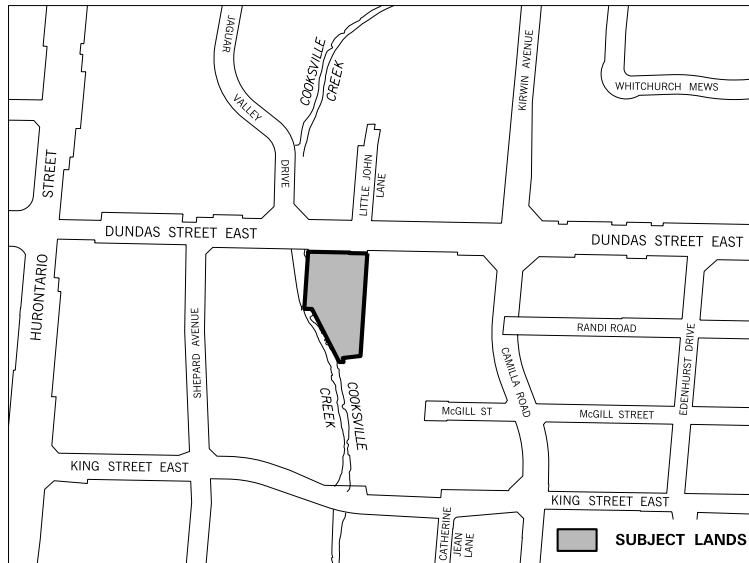 JAGUAR
VALLEY
DRIVE
COOKSVILLE
CREEK
KIRWIN AVENUE
WHITCHURCH MEWS
STREET
HURONTARIO
LITTLE JOHN
LANE
DUNDAS STREET EAST
DUNDAS STREET EAST
SHEPARD AVENUE
RANDI ROAD
EDENHURST DRIVE
CAMILLA ROAD
COOKSVILLE
CREEK
McGILL ST
McGILL STREET
KING STREET EAST
KING STREET EAST
CATHERINE
JEAN
LANE
SUBJECT LANDS